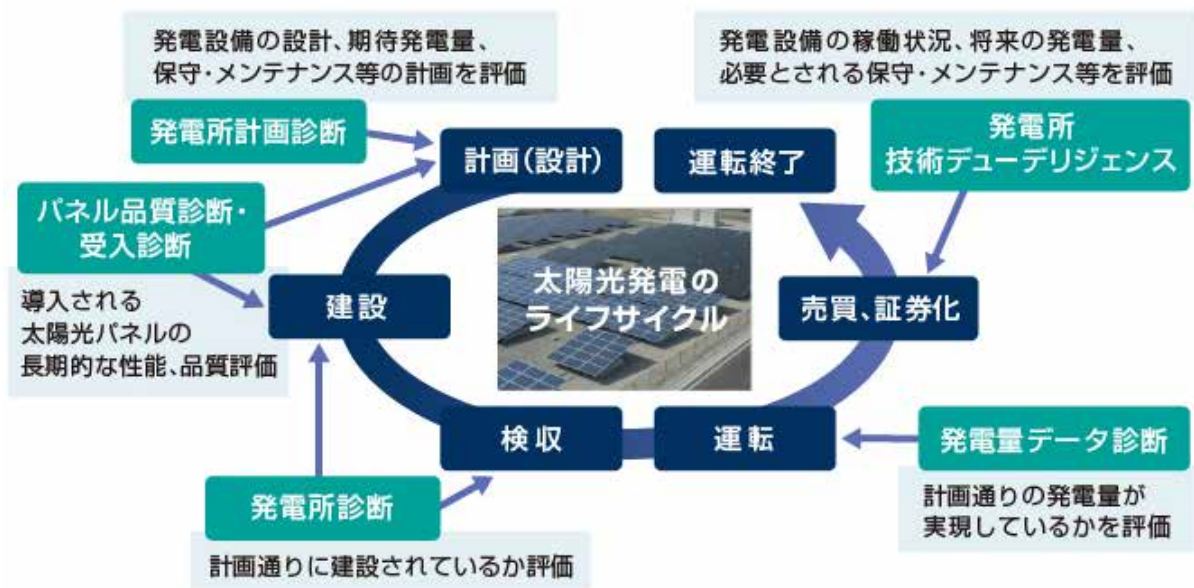 発電設備の設計、期待発電量、
保守・メンテナンス等の計画を評価
発電所計画診断
発電設備の稼働状況、将来の発電量、
必要とされる保守・メンテナンス等を評価
発電所
技術デューデリジェンス
計画(設計)
運転終了
パネル品質診断・
受入診断
導入される
太陽光パネルの
長期的な性能、品質評価
建設
太陽光発電の
ライフサイクル
売買、証券化
検収
運転
発電所診断
計画通りに建設されているか評価
発電量データ診断
計画通りの発電量が
実現しているかを評価